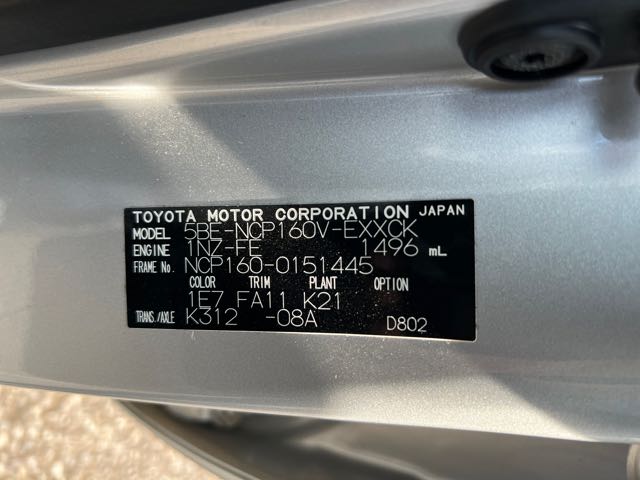 TOYOTA MOTOR CORPORATION JAPAN
MODEL 5BE-NCP160V-EXXCK
ENGINE 1NZ-FE 1496 mL
FRAME No. NCP160-0151445
COLOR TRIM PLANT OPTION
1E7 FA11 K21
TRANS./AXLE K312 -08A D802